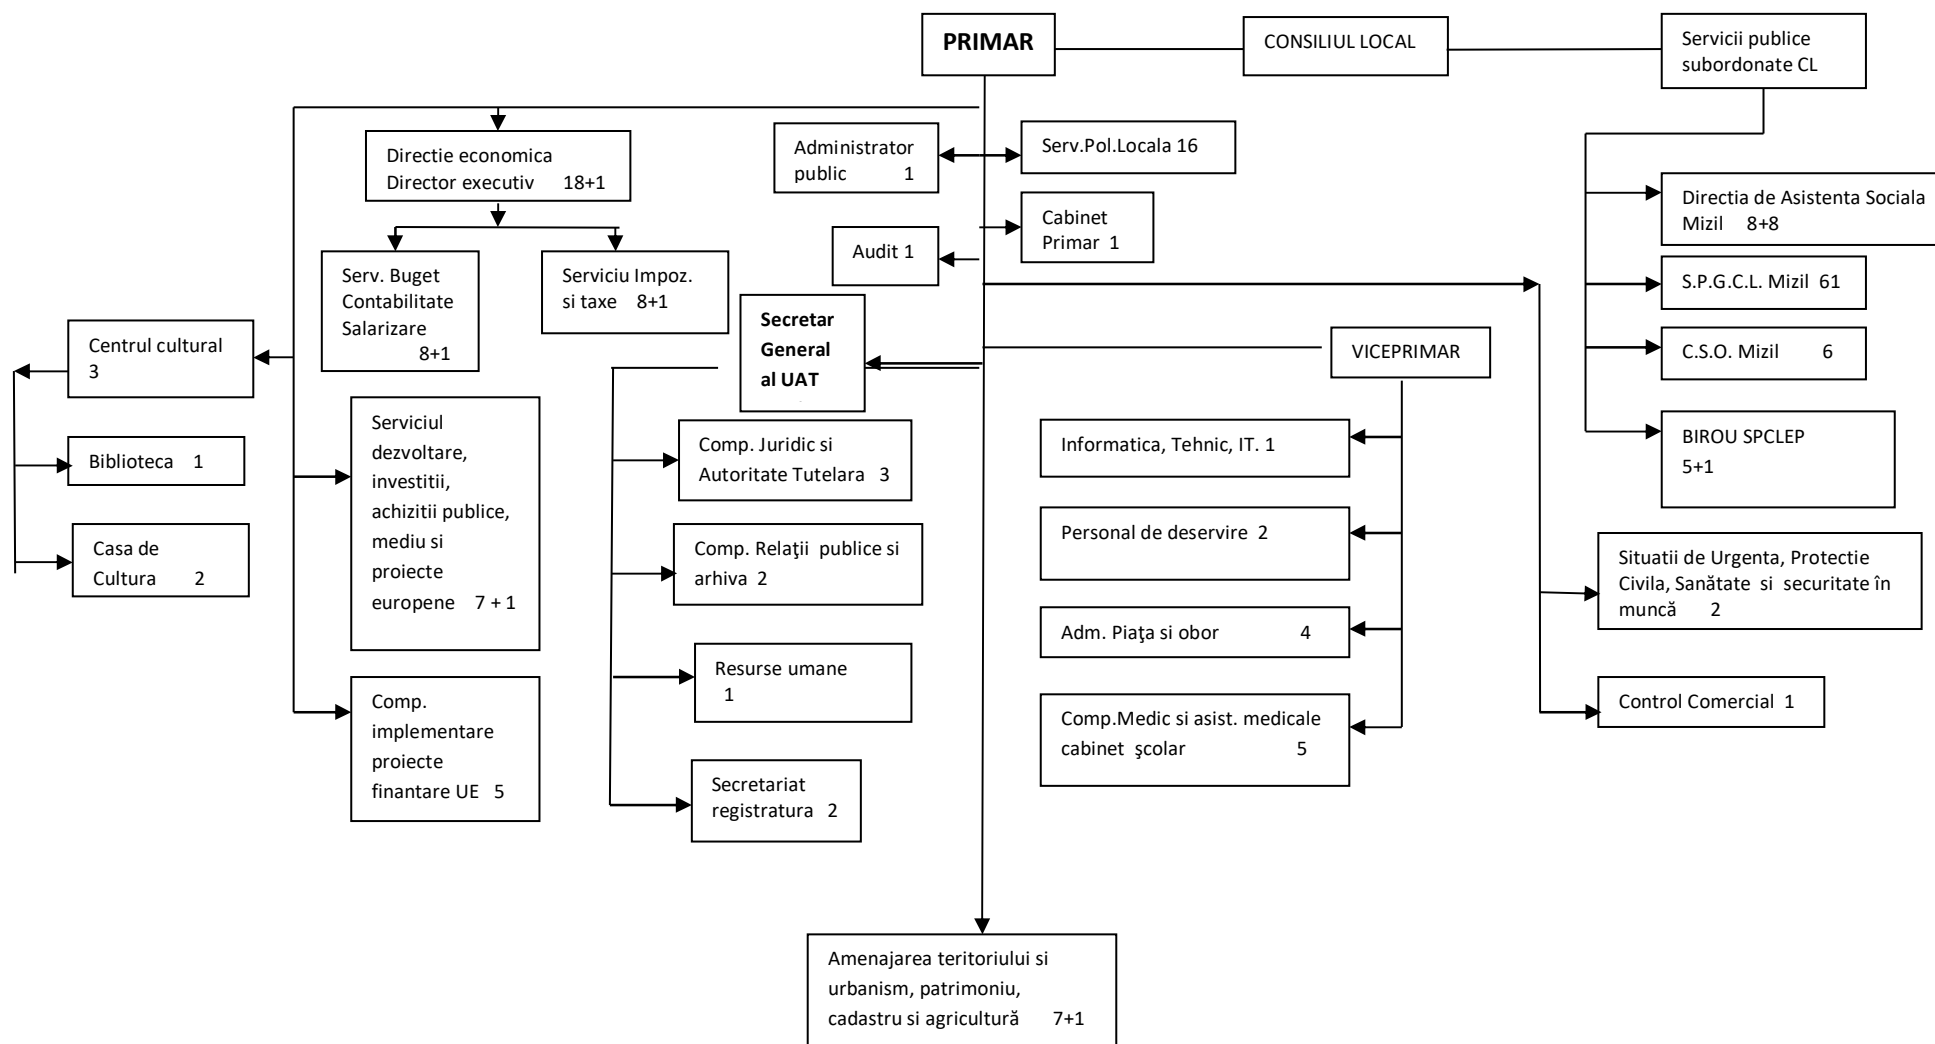 PRIMAR
CONSILIUL LOCAL
Servicii publice
subordonate CL
Directie economica
Director executiv 18+1
Administrator
public 1
Serv.Pol.Locala 16
Cabinet
Primar 1
Audit 1
Directia de Asistenta Sociala
Mizil 8+8
Serv. Buget
Contabilitate
Salarizare
8+1
Serviciu Impoz.
si taxe 8+1
S.P.G.C.L. Mizil 61
Secretar
General
al UAT
Centrul cultural
3
VICEPRIMAR
C.S.O. Mizil 6
Serviciul
dezvoltare,
investitii,
achizitii publice,
mediu si
proiecte
europene 7 + 1
Comp. Juridic si
Autoritate Tutelara 3
Informatica, Tehnic, IT. 1
BIROU SPCLEP
5+1
Biblioteca 1
Casa de
Cultura 2
Comp. Relaţii publice si
arhiva 2
Personal de deservire 2
Situatii de Urgenta, Protectie
Civila, Sanătate si securitate în
muncă 2
Adm. Piaţa si obor 4
Resurse umane
1
Comp.
implementare
proiecte
finantare UE 5
Comp.Medic si asist. medicale
cabinet şcolar 5
Control Comercial 1
Secretariat
registratura 2
Amenajarea teritoriului si
urbanism, patrimoniu,
cadastru si agricultură 7+1